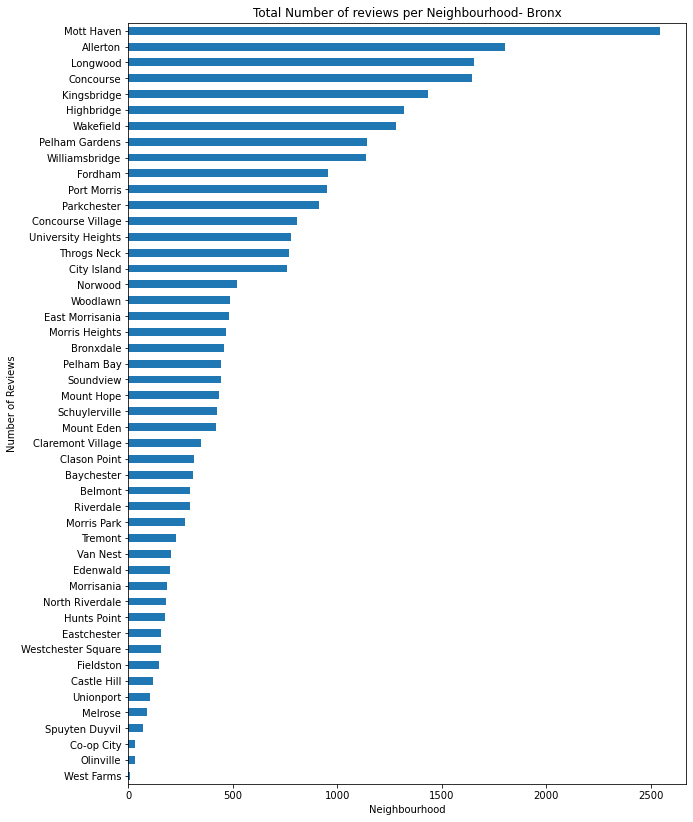 Total Number of reviews per Neighbourhood- Bronx
Number of Reviews
Mott Haven
Allerton
Longwood
Concourse
Kingsbridge
Highbridge
Wakefield
Pelham Gardens
Williamsbridge
Fordham
Port Morris
Parkchester
Concourse Village
University Heights
Throgs Neck
City Island
Norwood
Woodlawn
East Morrisania
Morris Heights
Bronxdale
Pelham Bay
Soundview
Mount Hope
Schuylerville
Mount Eden
Claremont Village
Clason Point
Baychester
Belmont
Riverdale
Morris Park
Tremont
Van Nest
Edenwald
Morrisania
North Riverdale
Hunts Point
Eastchester
Westchester Square
Fieldston
Castle Hill
Unionport
Melrose
Spuyten Duyvil
Co-op City
Olinville
West Farms
0 500 1000 1500 2000 2500
Neighbourhood